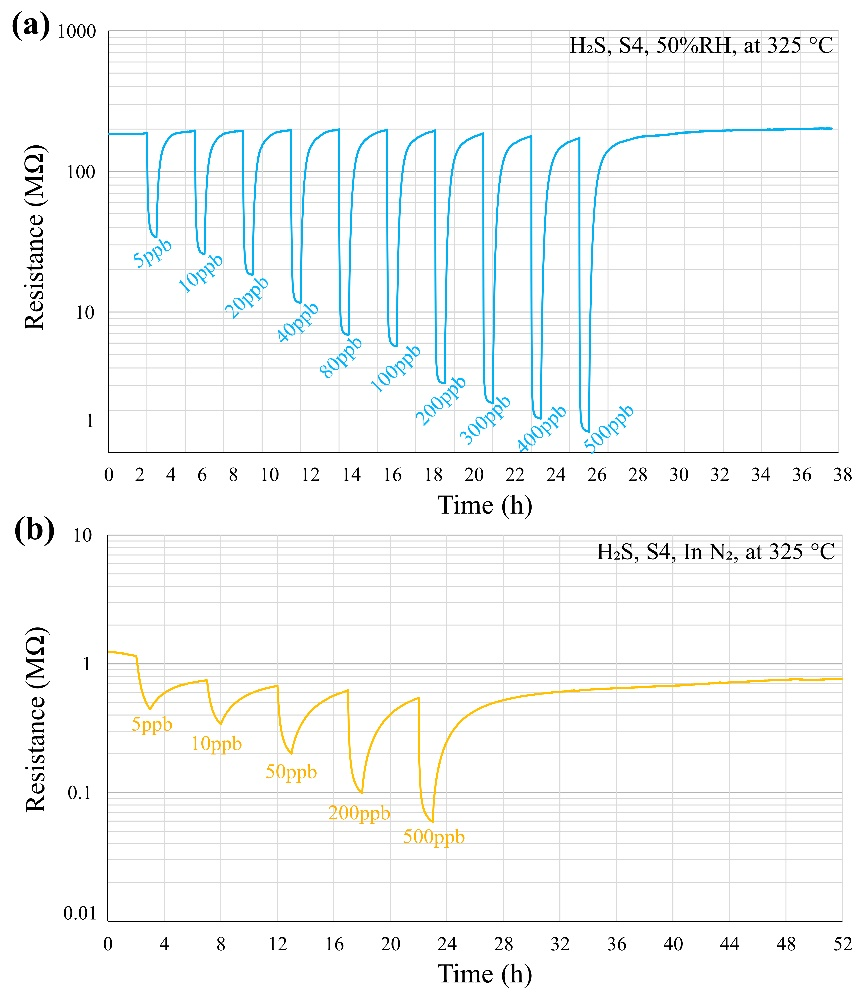 (a)
H₂S, S4, 50%RH, at 325 °C
Resistance (MΩ)
1000
100
10
1
5ppb
10ppb
20ppb
40ppb
80ppb
100ppb
200ppb
300ppb
400ppb
500ppb
0 2 4 6 8 10 12 14 16 18 20 22 24 26 28 30 32 34 36 38
Time (h)
(b)
H₂S, S4, In N₂, at 325 °C
Resistance (MΩ)
10
1
0.1
0.01
5ppb
10ppb
50ppb
200ppb
500ppb
0 4 8 12 16 20 24 28 32 36 40 44 48 52
Time (h)